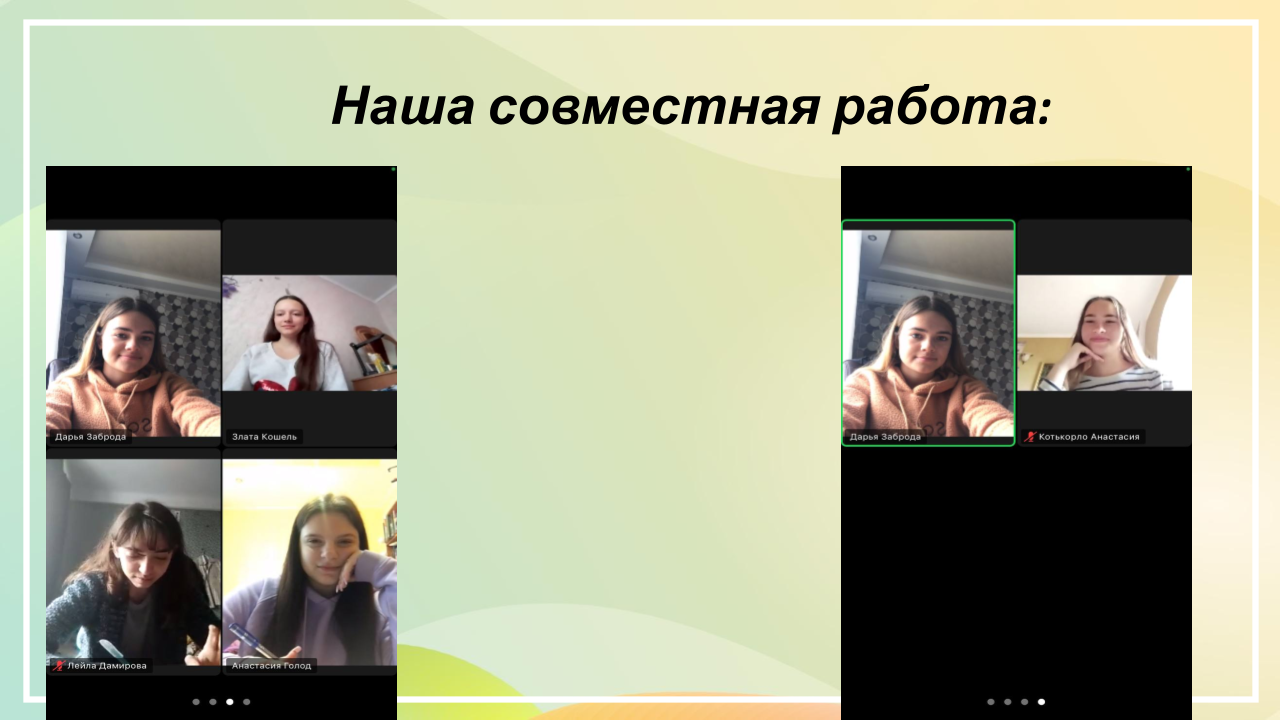 Наша совместная работа:
Дарья Заброда
Злата Кошель
Лейла Дамирова
Анастасия Голод
Дарья Заброда
Котькорло Анастасия